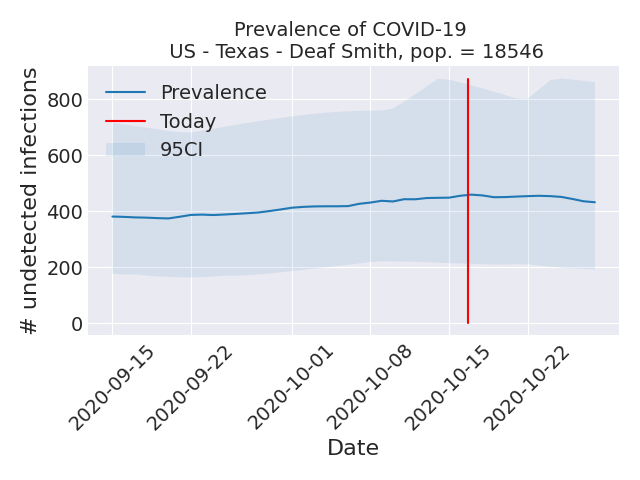 Prevalence of COVID-19
US - Texas - Deaf Smith, pop. = 18546
# undetected infections
800
600
400
200
0
Prevalence
Today
95CI
2020-09-15
2020-09-22
2020-10-01
2020-10-08
2020-10-15
2020-10-22
Date